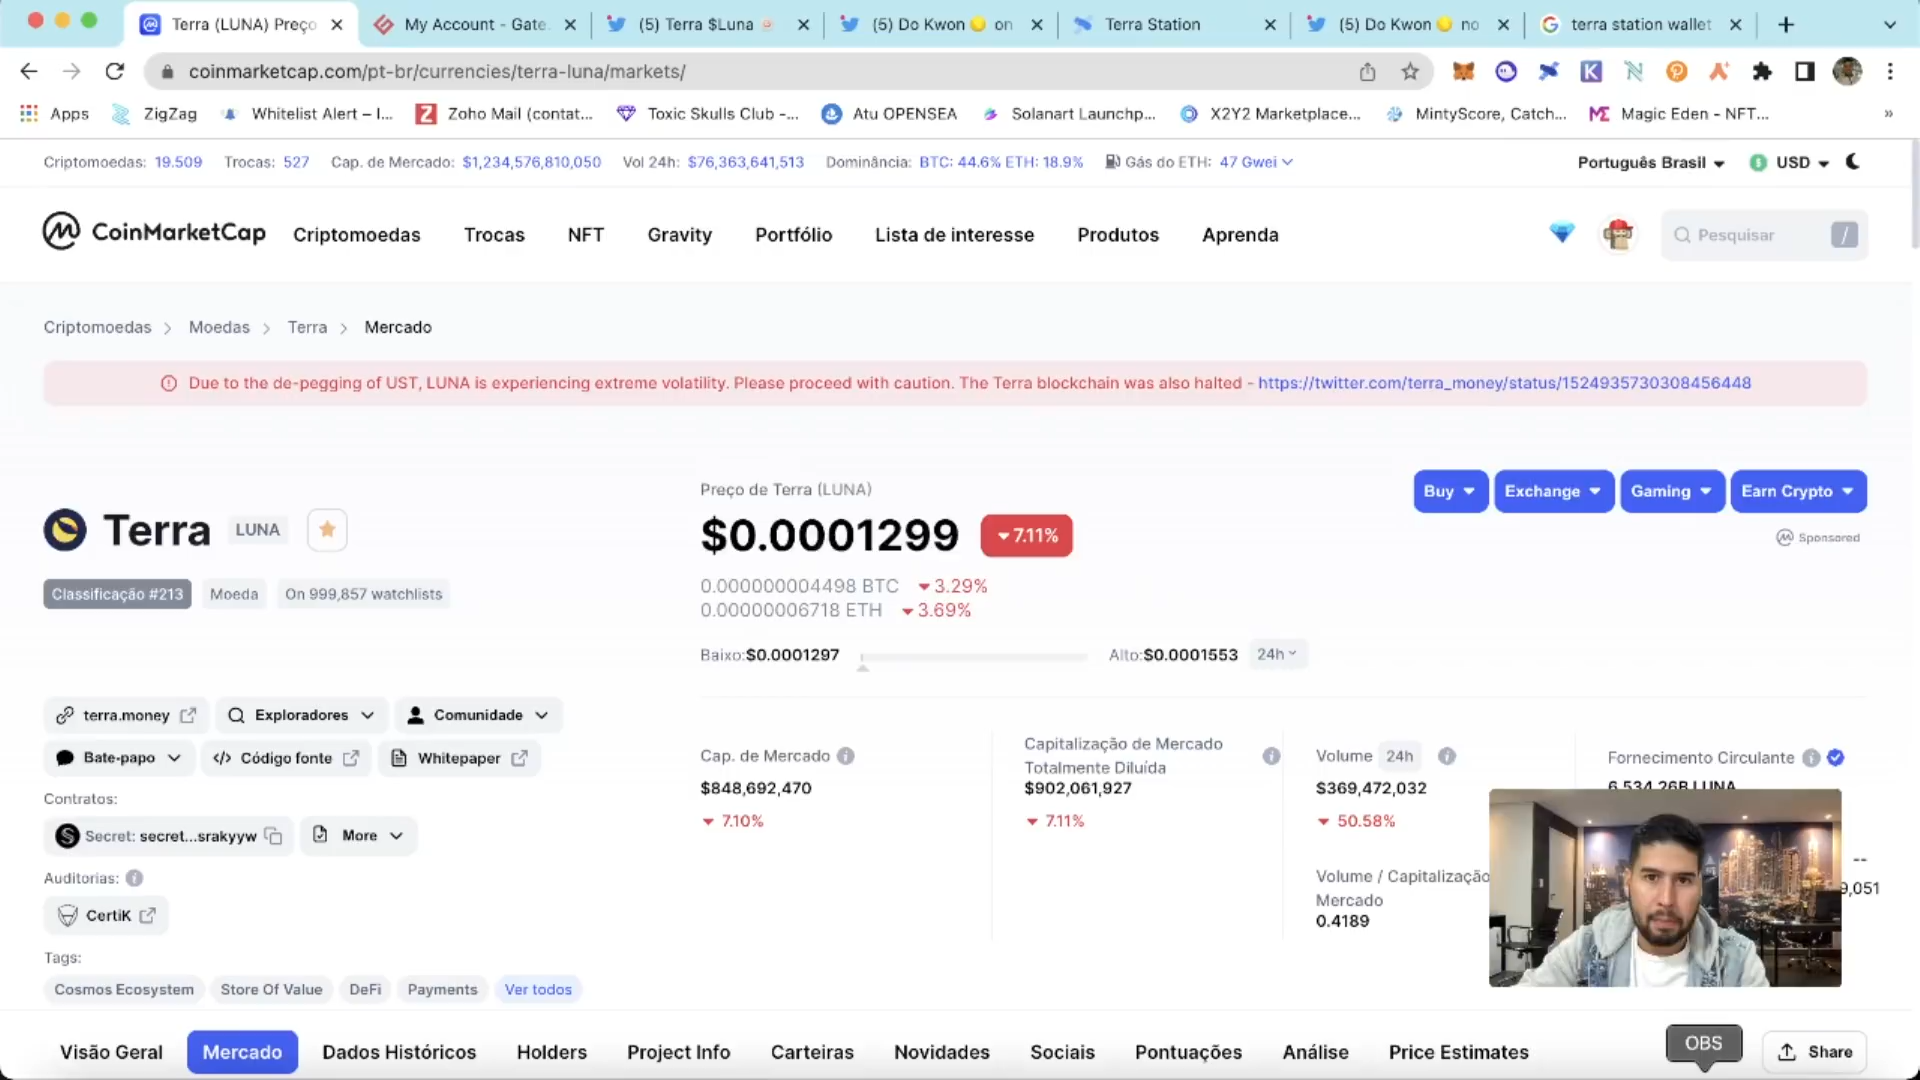 Terra (LUNA) Preço
My Account - Gate.
(5) Terra $Luna
(5) Do Kwon on
Terra Station
(5) Do Kwon no
terra station wallet
coinmarketcap.com/pt-br/currencies/terra-luna/markets/
Apps
ZigZag
Whitelist Alert – I...
Zoho Mail (contat...
Toxic Skulls Club -...
Atu OPENSEA
Solanart Launchp...
X2Y2 Marketplace...
MintyScore, Catch...
Magic Eden - NFT...
»
Criptomoedas: 19.509 Trocas: 527 Cap. de Mercado: $1,234,576,810,050 Vol 24h: $76,363,641,513 Dominância: BTC: 44.6% ETH: 18.9% Gás do ETH: 47 Gwei
Português Brasil
USD
CoinMarketCap
Criptomoedas
Trocas
NFT
Gravity
Portfólio
Lista de interesse
Produtos
Aprenda
Pesquisar
/
Criptomoedas > Moedas > Terra > Mercado
Due to the de-pegging of UST, LUNA is experiencing extreme volatility. Please proceed with caution. The Terra blockchain was also halted - https://twitter.com/terra_money/status/1524935730308456448
Terra LUNA
Classificação #213
Moeda
On 999,857 watchlists
Preço de Terra (LUNA)
$0.0001299
7.11%
0.000000004498 BTC 3.29%
0.00000006718 ETH 3.69%
Baixo:$0.0001297
Alto:$0.0001553
24h
Buy
Exchange
Gaming
Earn Crypto
Sponsored
terra.money
Exploradores
Comunidade
Bate-papo
</> Código fonte
Whitepaper
Contratos:
Secret: secret...srakyyw
More
Auditorias:
CertiK
Tags:
Cosmos Ecosystem
Store Of Value
DeFi
Payments
Ver todos
Cap. de Mercado
$848,692,470
7.10%
Capitalização de Mercado
Totalmente Diluída
$902,061,927
7.11%
Volume 24h
$369,472,032
50.58%
Volume / Capitalização
Mercado
0.4189
Fornecimento Circulante
6,534.26B LUNA
--
9,051
Visão Geral
Mercado
Dados Históricos
Holders
Project Info
Carteiras
Novidades
Sociais
Pontuações
Análise
Price Estimates
OBS
Share